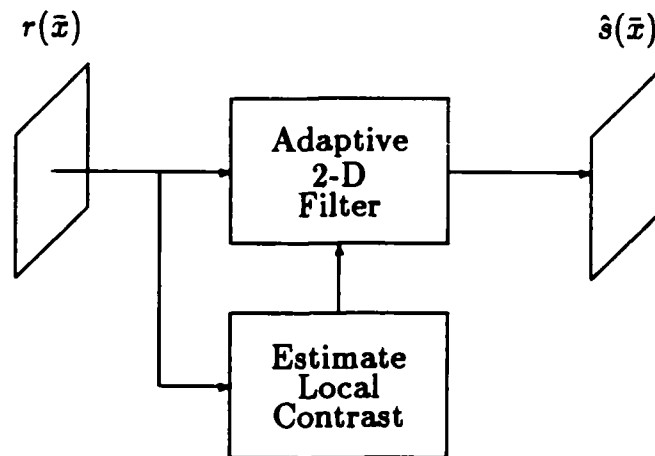 r(x̄)
ŝ(x̄)
Adaptive
2-D
Filter
Estimate
Local
Contrast